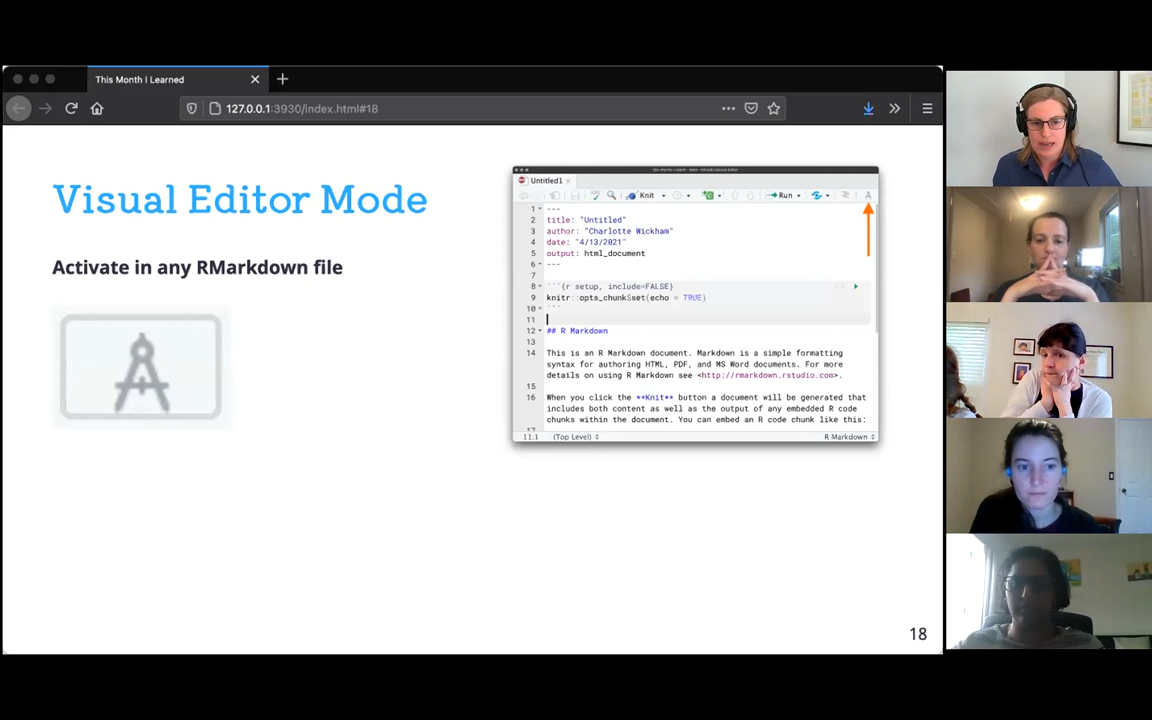 This Month I Learned
127.0.0.1:3930/index.html#18
Visual Editor Mode
Activate in any RMarkdown file
Untitled1
Knit
Run
1 ---
2 title: "Untitled"
3 author: "Charlotte Wickham"
4 date: "4/13/2021"
5 output: html_document
6 ---
7
8 ```{r setup, include=FALSE}
9 knitr::opts_chunk$set(echo = TRUE)
10 ```
11
12 ## R Markdown
13
14 This is an R Markdown document. Markdown is a simple formatting
syntax for authoring HTML, PDF, and MS Word documents. For more
details on using R Markdown see <http://rmarkdown.rstudio.com>.
15
16 When you click the **Knit** button a document will be generated that
includes both content as well as the output of any embedded R code
chunks within the document. You can embed an R code chunk like this:
17
11:1 (Top Level) R Markdown
18